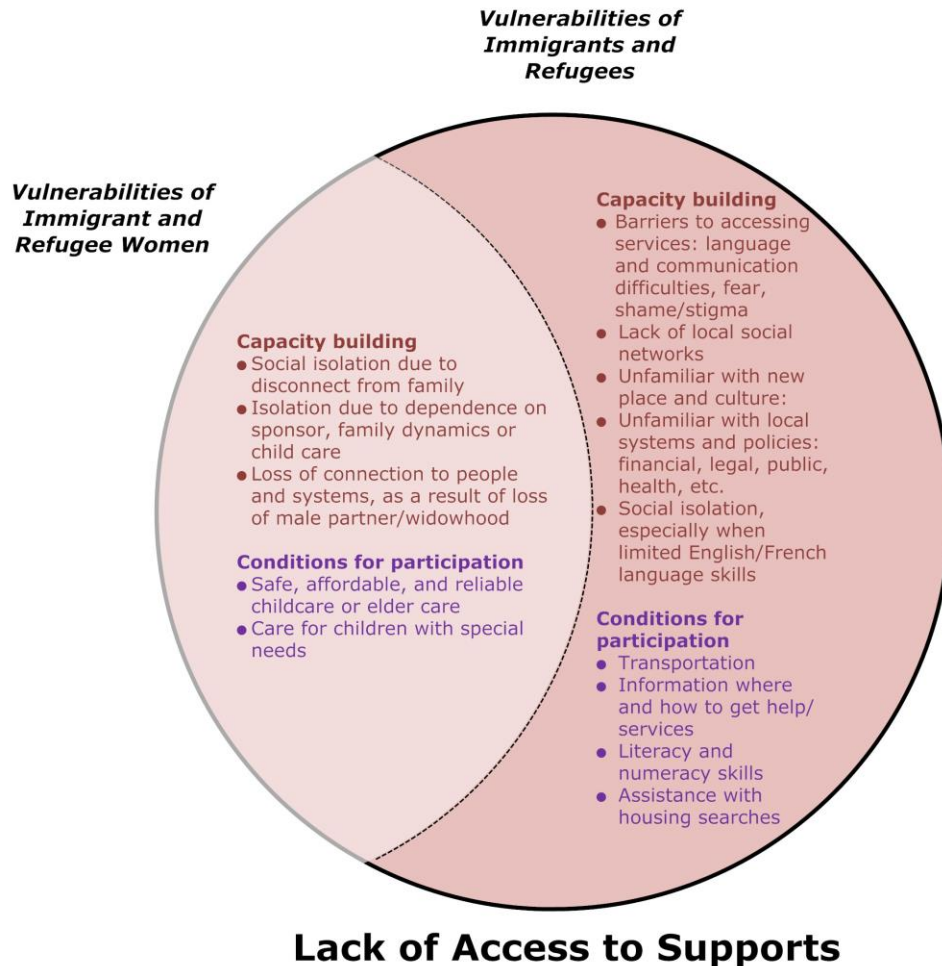 Vulnerabilities of
Immigrants and
Refugees
Vulnerabilities of
Immigrant and
Refugee Women
Capacity building
● Social isolation due to
disconnect from family
● Isolation due to dependence on
sponsor, family dynamics or
child care
● Loss of connection to people
and systems, as a result of loss
of male partner/widowhood
Conditions for participation
● Safe, affordable, and reliable
childcare or elder care
● Care for children with special
needs
Capacity building
● Barriers to accessing
services: language
and communication
difficulties, fear,
shame/stigma
● Lack of local social
networks
● Unfamiliar with new
place and culture:
● Unfamiliar with local
systems and policies:
financial, legal, public,
health, etc.
● Social isolation,
especially when
limited English/French
language skills
Conditions for
participation
● Transportation
● Information where
and how to get help/
services
● Literacy and
numeracy skills
● Assistance with
housing searches
Lack of Access to Supports